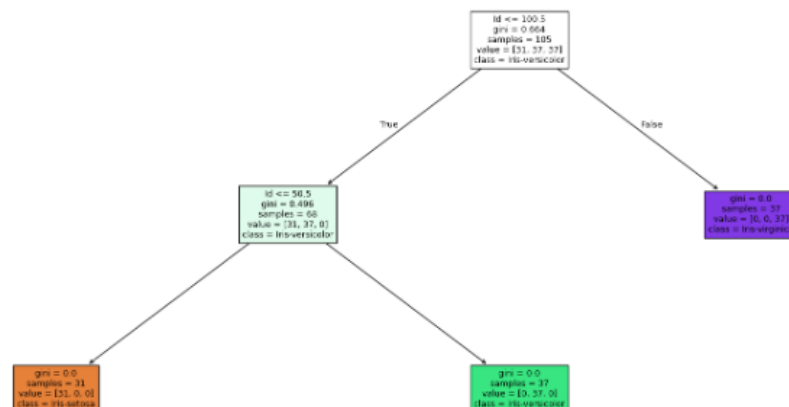 Id <= 100.5
gini = 0.664
samples = 105
value = [31, 37, 37]
class = Iris-versicolor
True
False
Id <= 50.5
gini = 0.496
samples = 68
value = [31, 37, 0]
class = Iris-versicolor
gini = 0.0
samples = 37
value = [0, 0, 37]
class = Iris-virginic
gini = 0.0
samples = 31
value = [31, 0, 0]
class = Iris-setosa
gini = 0.0
samples = 37
value = [0, 37, 0]
class = Iris-versicolor